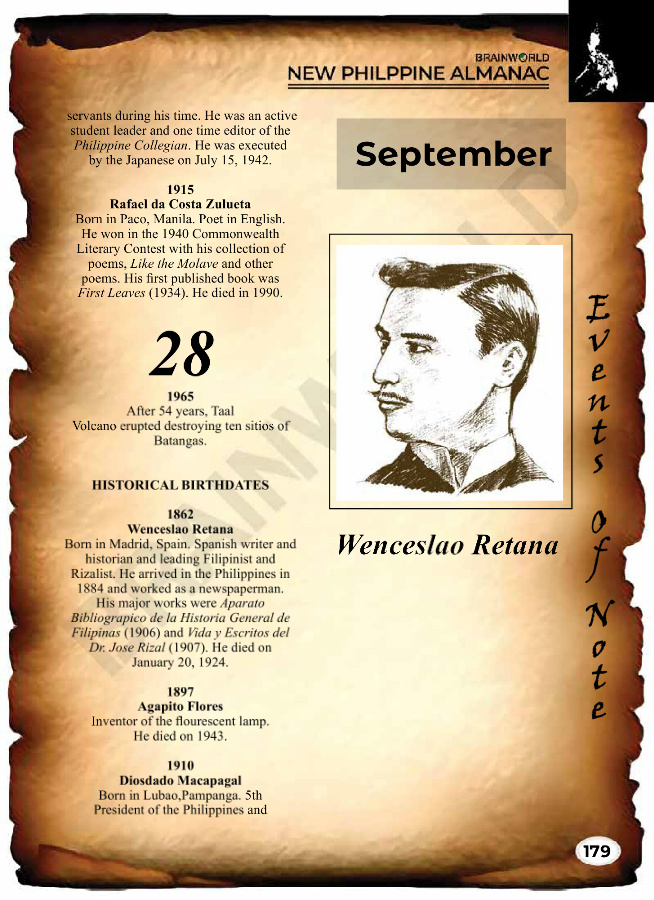 BRAINWORLD
NEW PHILPPINE ALMANAC
servants during his time. He was an active
student leader and one time editor of the
Philippine Collegian. He was executed
by the Japanese on July 15, 1942.
1915
Rafael da Costa Zulueta
Born in Paco, Manila. Poet in English.
He won in the 1940 Commonwealth
Literary Contest with his collection of
poems, Like the Molave and other
poems. His first published book was
First Leaves (1934). He died in 1990.
28
1965
After 54 years, Taal
Volcano erupted destroying ten sitios of
Batangas.
HISTORICAL BIRTHDATES
1862
Wenceslao Retana
Born in Madrid, Spain. Spanish writer and
historian and leading Filipinist and
Rizalist. He arrived in the Philippines in
1884 and worked as a newspaperman.
His major works were Aparato
Bibliograpico de la Historia General de
Filipinas (1906) and Vida y Escritos del
Dr. Jose Rizal (1907). He died on
January 20, 1924.
1897
Agapito Flores
Inventor of the flourescent lamp.
He died on 1943.
1910
Diosdado Macapagal
Born in Lubao,Pampanga. 5th
President of the Philippines and
September
Wenceslao Retana
Events of Note
179
BRAINWORLD